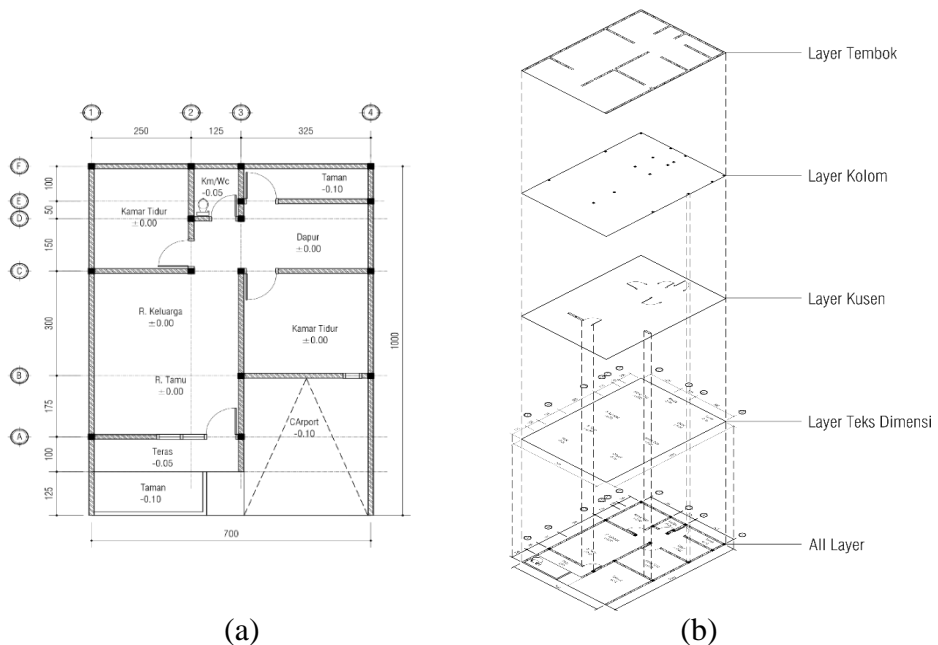 1
2
3
4
250
125
325
F
E
D
C
B
A
100
50
150
300
175
100
125
1000
700
Km/Wc
-0.05
Taman
-0.10
Kamar Tidur
±0.00
Dapur
±0.00
R. Keluarga
±0.00
Kamar Tidur
±0.00
R. Tamu
±0.00
CArport
-0.10
Teras
-0.05
Taman
-0.10
(a)
Layer Tembok
Layer Kolom
Layer Kusen
Layer Teks Dimensi
All Layer
(b)